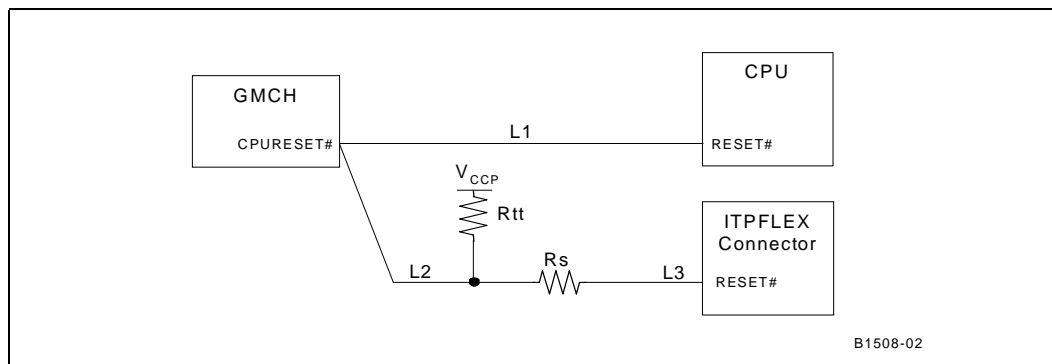 CPU
GMCH
CPURESET#
L1
RESET#
VCCP
Rtt
ITPFLEX
Connector
Rs
L2
L3
RESET#
B1508-02